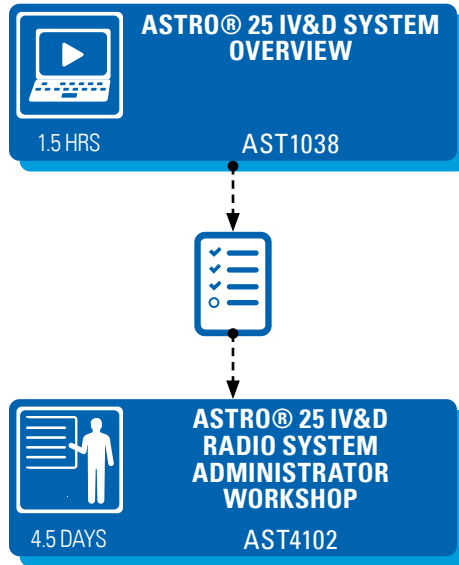 ASTRO® 25 IV&D SYSTEM
OVERVIEW
1.5 HRS
AST1038
ASTRO® 25 IV&D
RADIO SYSTEM
ADMINISTRATOR
WORKSHOP
4.5 DAYS
AST4102